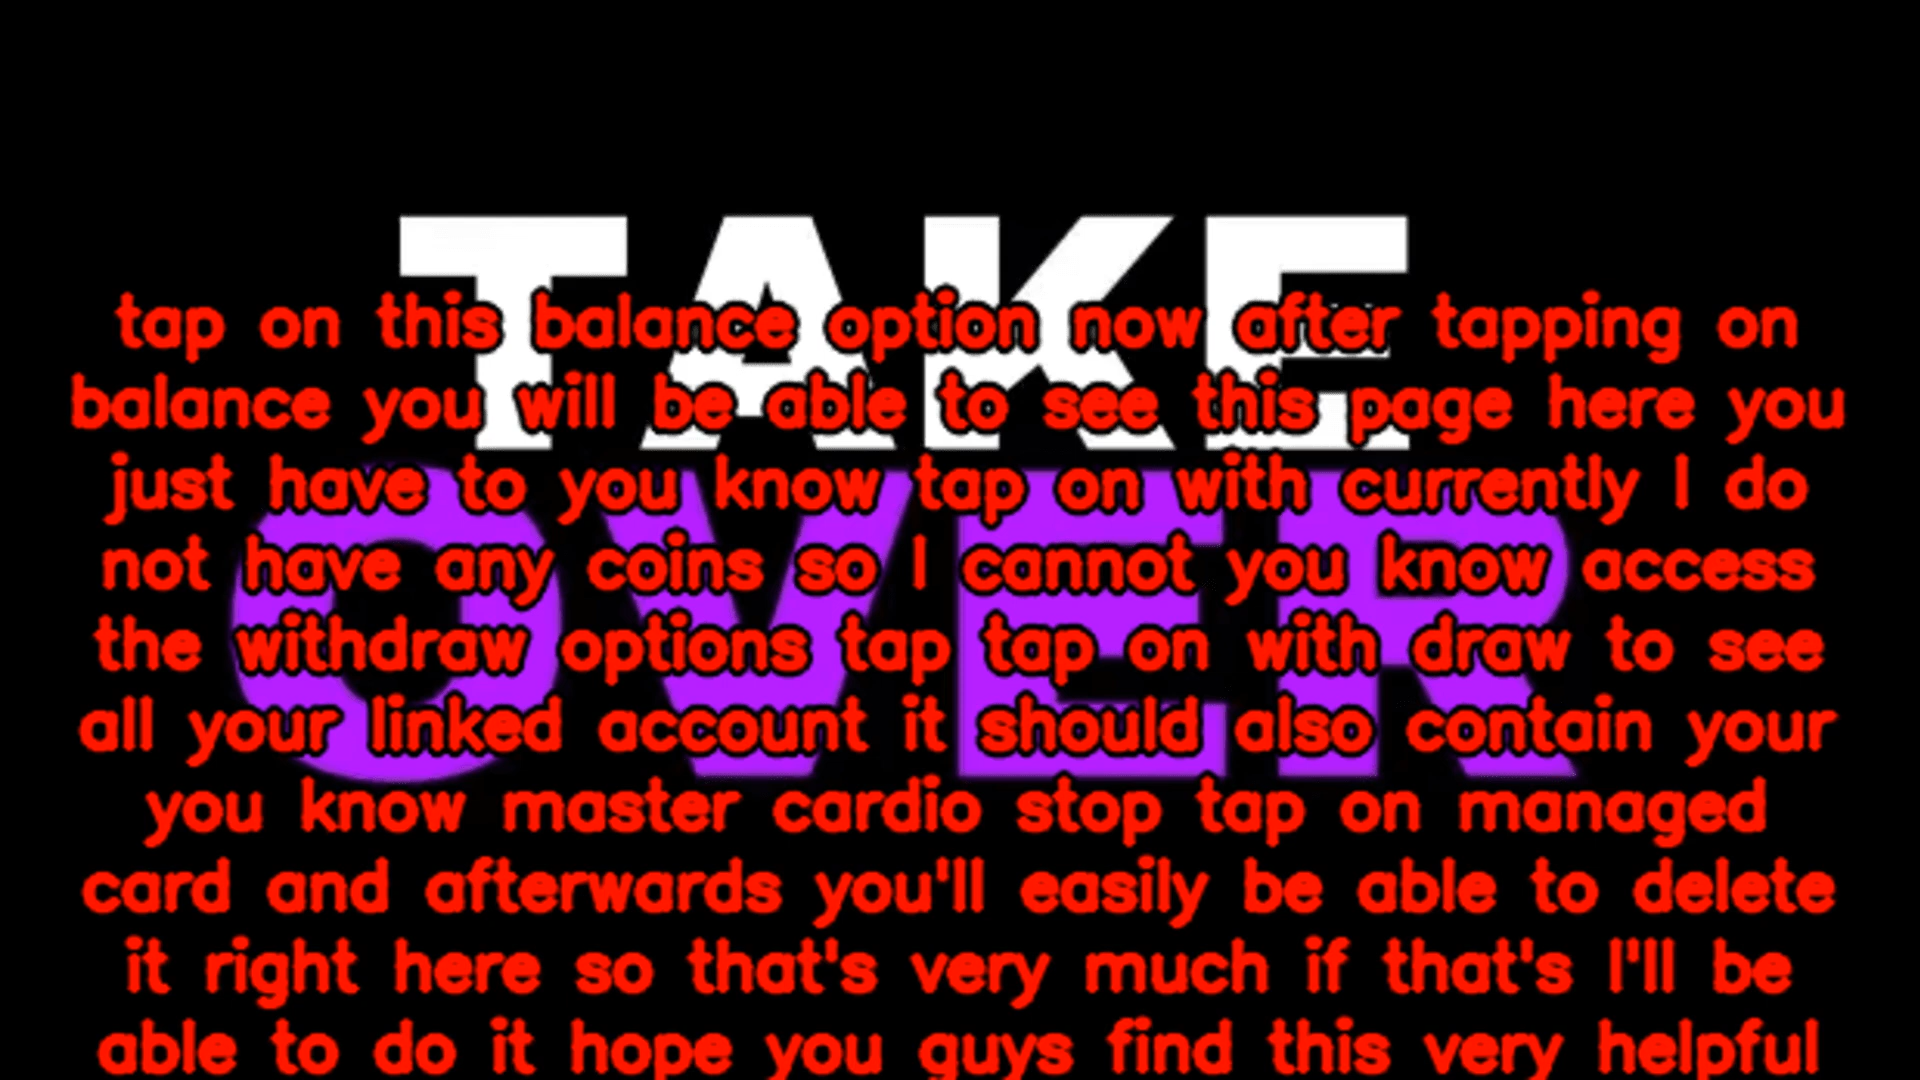 TAKE
OVER
tap on this balance option now after tapping on
balance you will be able to see this page here you
just have to you know tap on with currently I do
not have any coins so I cannot you know access
the withdraw options tap tap on with draw to see
all your linked account it should also contain your
you know master cardio stop tap on managed
card and afterwards you'll easily be able to delete
it right here so that's very much if that's I'll be
able to do it hope you guys find this very helpful